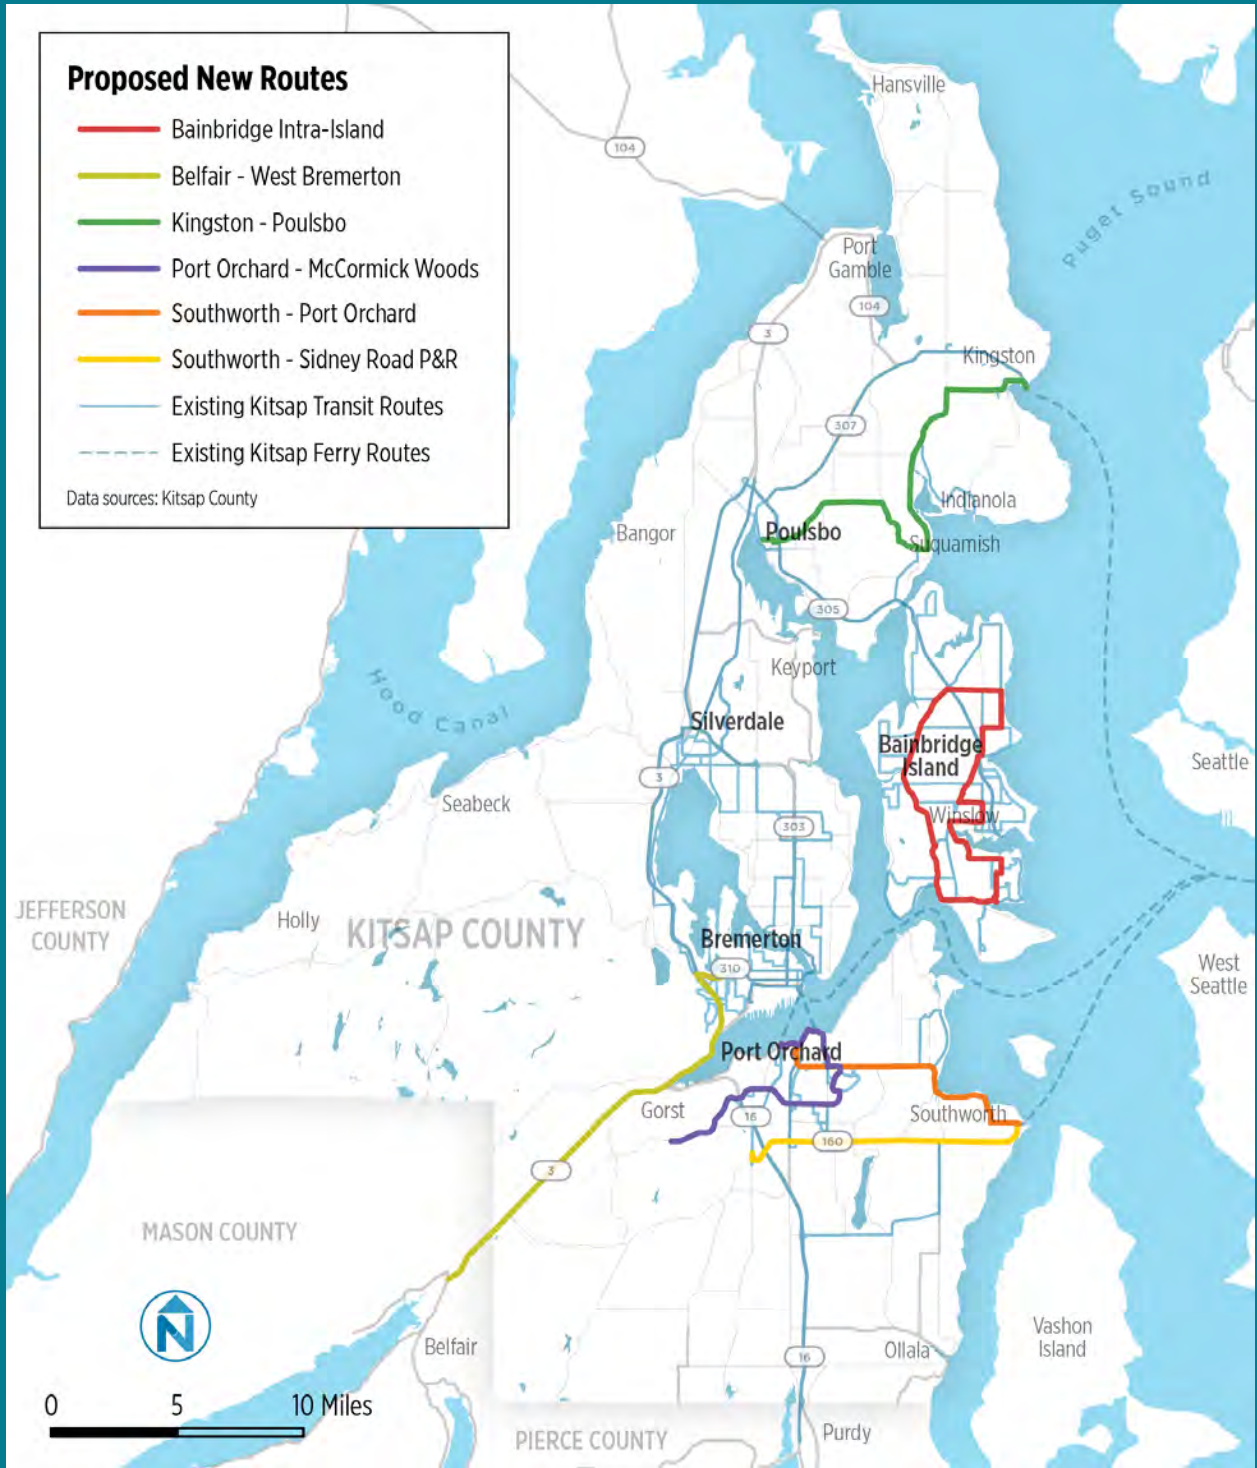 Proposed New Routes
Bainbridge Intra-Island
Belfair - West Bremerton
Kingston - Poulsbo
Port Orchard - McCormick Woods
Southworth - Port Orchard
Southworth - Sidney Road P&R
Existing Kitsap Transit Routes
Existing Kitsap Ferry Routes
Data sources: Kitsap County
Hansville
104
Puget Sound
Port
Gamble
104
3
Kingston
307
Indianola
Bangor
Poulsbo
Suquamish
305
Keyport
Hood Canal
Silverdale
Bainbridge
Island
Seattle
3
Seabeck
303
Winslow
JEFFERSON
COUNTY
Holly
KITSAP COUNTY
Bremerton
310
West
Seattle
Port Orchard
Gorst
16
Southworth
160
3
MASON COUNTY
N
Belfair
Vashon
Island
Ollala
16
0 5 10 Miles
PIERCE COUNTY
Purdy